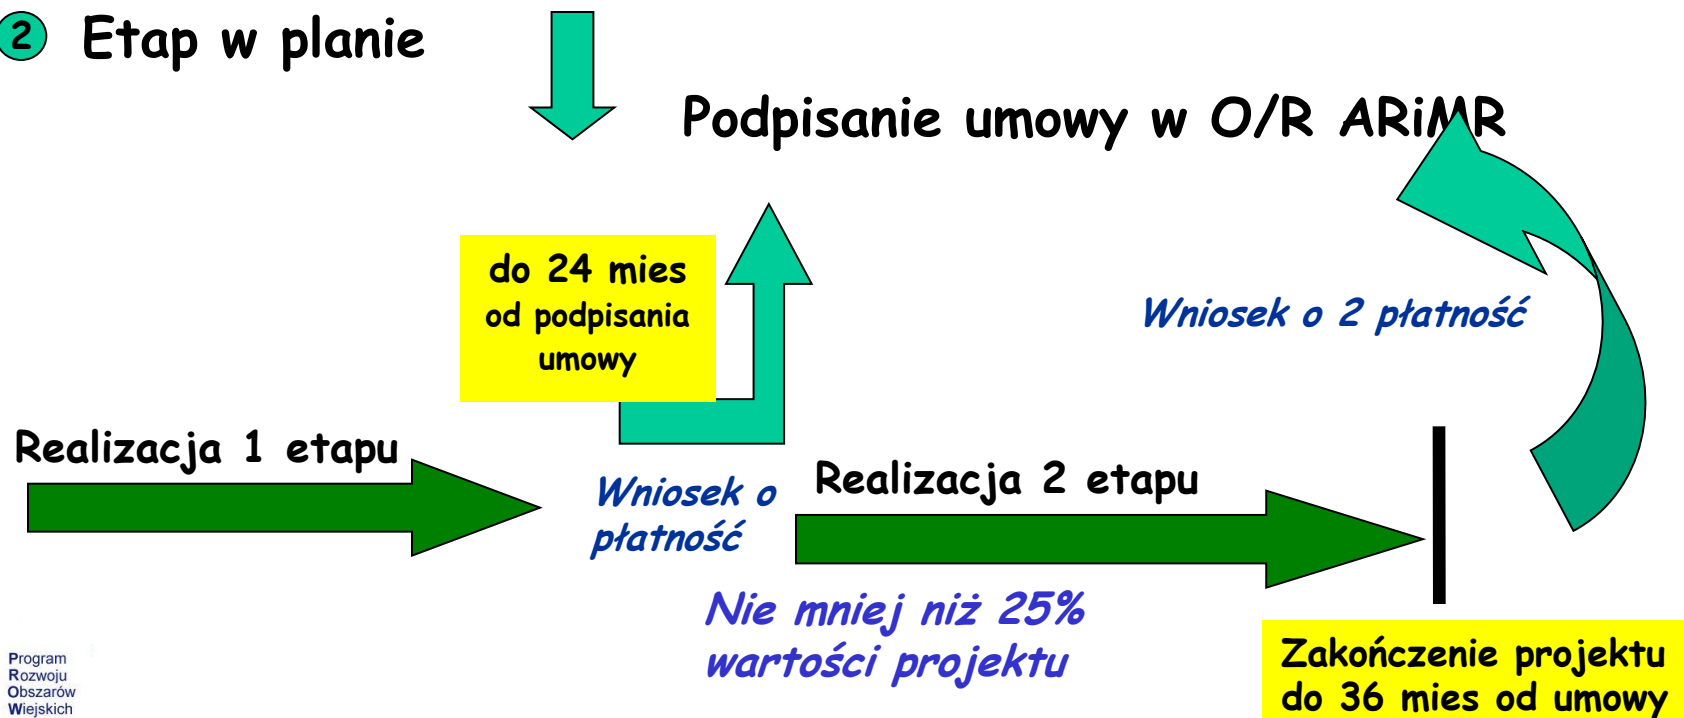 2 Etap w planie
Podpisanie umowy w O/R ARiMR
do 24 mies
od podpisania
umowy
Wniosek o 2 płatność
Realizacja 1 etapu
Wniosek o
płatność
Realizacja 2 etapu
Nie mniej niż 25%
wartości projektu
Zakończenie projektu
do 36 mies od umowy
Program
Rozwoju
Obszarów
Wiejskich